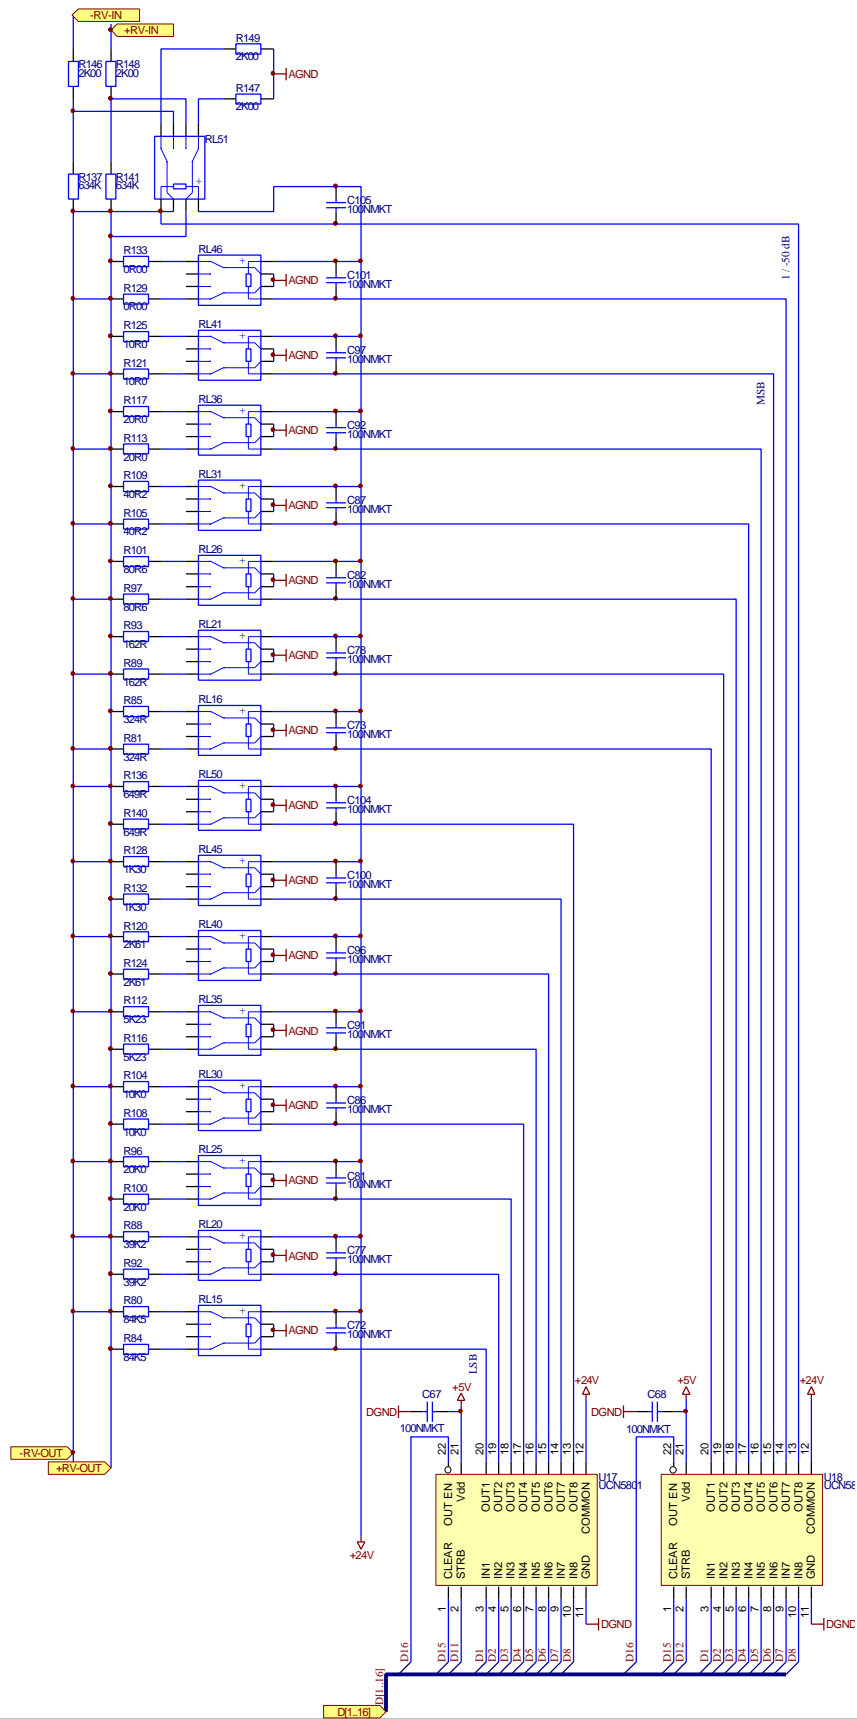 -RV-IN
+RV-IN
R149
2K00
R146
2K00
R148
2K00
AGND
R147
2K00
RL51
R137
634K
R141
634K
+
C105
100NMKT
1 / -50 dB
R133
0R00
RL46
+
AGND
C101
100NMKT
R129
0R00
R125
10R0
RL41
+
AGND
C97
100NMKT
R121
10R0
MSB
R117
20R0
RL36
+
AGND
C92
100NMKT
R113
20R0
R109
40R2
RL31
+
AGND
C87
100NMKT
R105
40R2
R101
80R6
RL26
+
AGND
C82
100NMKT
R97
80R6
R93
162R
RL21
+
AGND
C78
100NMKT
R89
162R
R85
324R
RL16
+
AGND
C73
100NMKT
R81
324R
R136
649R
RL50
+
AGND
C104
100NMKT
R140
649R
R128
1K30
RL45
+
AGND
C100
100NMKT
R132
1K30
R120
2K61
RL40
+
AGND
C96
100NMKT
R124
2K61
R112
5K23
RL35
+
AGND
C91
100NMKT
R116
5K23
R104
10K0
RL30
+
AGND
C86
100NMKT
R108
10K0
R96
20K0
RL25
+
AGND
C81
100NMKT
R100
20K0
R88
39K2
RL20
+
AGND
C77
100NMKT
R92
39K2
R80
84K5
RL15
+
AGND
C72
100NMKT
R84
84K5
LSB
+5V
+24V
+5V
+24V
C67
DGND
100NMKT
C68
DGND
100NMKT
-RV-OUT
+RV-OUT
22 21 20 19 18 17 16 15 14 13 12
22 21 20 19 18 17 16 15 14 13 12
U17
UCN5801
U18
UCN58
OUT EN Vdd OUT1 OUT2 OUT3 OUT4 OUT5 OUT6 OUT7 OUT8 COMMON
OUT EN Vdd OUT1 OUT2 OUT3 OUT4 OUT5 OUT6 OUT7 OUT8 COMMON
+24V
CLEAR STRB IN1 IN2 IN3 IN4 IN5 IN6 IN7 IN8 GND
CLEAR STRB IN1 IN2 IN3 IN4 IN5 IN6 IN7 IN8 GND
1 2 3 4 5 6 7 8 9 10 11
1 2 3 4 5 6 7 8 9 10 11
DGND
DGND
D16 D15 D11 D1 D2 D3 D4 D5 D6 D7 D8
D16 D15 D12 D1 D2 D3 D4 D5 D6 D7 D8
D[1..16]
D[1..16]